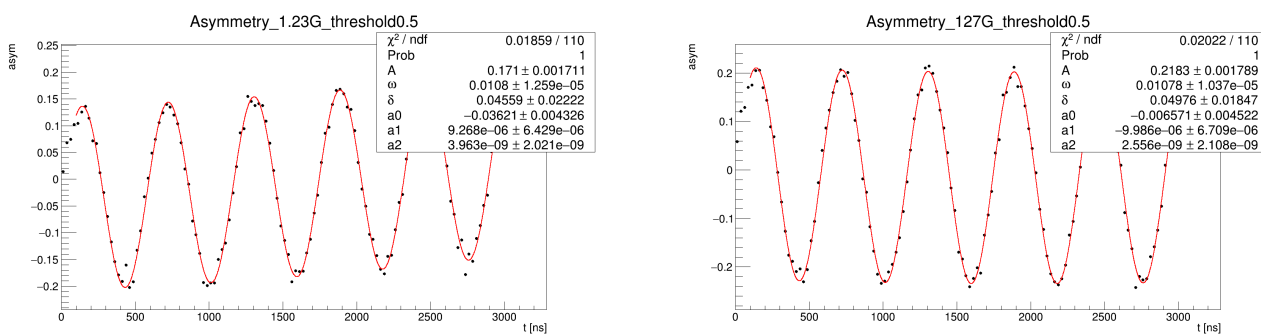 Asymmetry_1.23G_threshold0.5
χ² / ndf 0.01859 / 110
Prob 1
A 0.171 ± 0.001711
ω 0.0108 ± 1.259e−05
δ 0.04559 ± 0.02222
a0 −0.03621 ± 0.004326
a1 9.268e−06 ± 6.429e−06
a2 3.963e−09 ± 2.021e−09
asym
0.25
0.2
0.15
0.1
0.05
0
−0.05
−0.1
−0.15
−0.2
0 500 1000 1500 2000 2500 3000
t [ns]
Asymmetry_127G_threshold0.5
χ² / ndf 0.02022 / 110
Prob 1
A 0.2183 ± 0.001789
ω 0.01078 ± 1.037e−05
δ 0.04976 ± 0.01847
a0 −0.006571 ± 0.004522
a1 −9.986e−06 ± 6.709e−06
a2 2.556e−09 ± 2.108e−09
asym
0.2
0.1
0
−0.1
−0.2
0 500 1000 1500 2000 2500 3000
t [ns]